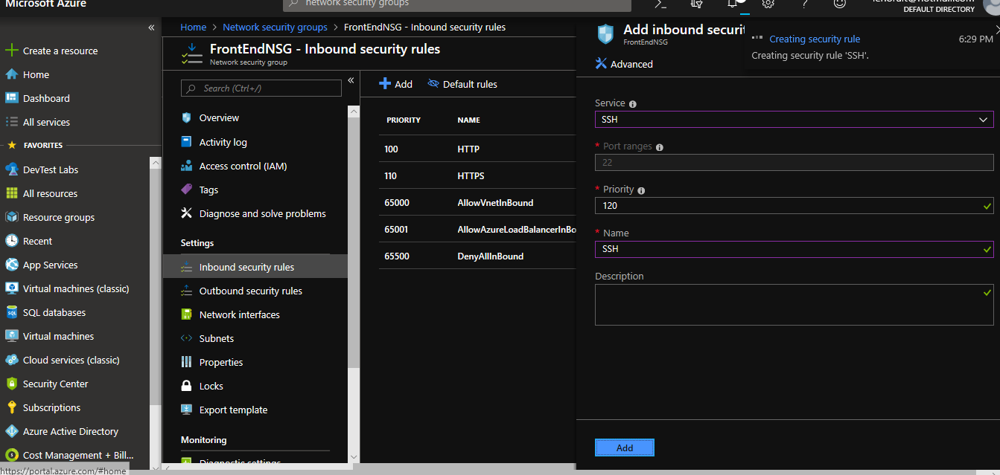 Microsoft Azure
network security groups
DEFAULT DIRECTORY
Create a resource
Home
Dashboard
All services
FAVORITES
DevTest Labs
All resources
Resource groups
Recent
App Services
Virtual machines (classic)
SQL databases
Virtual machines
Cloud services (classic)
Security Center
Subscriptions
Azure Active Directory
Cost Management + Bill...
https://portal.azure.com/#home
Home > Network security groups > FrontEndNSG - Inbound security rules
FrontEndNSG - Inbound security rules
Network security group
Search (Ctrl+/)
Overview
Activity log
Access control (IAM)
Tags
Diagnose and solve problems
Settings
Inbound security rules
Outbound security rules
Network interfaces
Subnets
Properties
Locks
Export template
Monitoring
Diagnostic settings
Add Default rules
PRIORITY NAME
100 HTTP
110 HTTPS
65000 AllowVnetInBound
65001 AllowAzureLoadBalancerInBo
65500 DenyAllInBound
Add inbound securit
FrontEndNSG
Advanced
Creating security rule 6:29 PM
Creating security rule 'SSH'.
Service
SSH
* Port ranges
22
* Priority
120
* Name
SSH
Description
Add